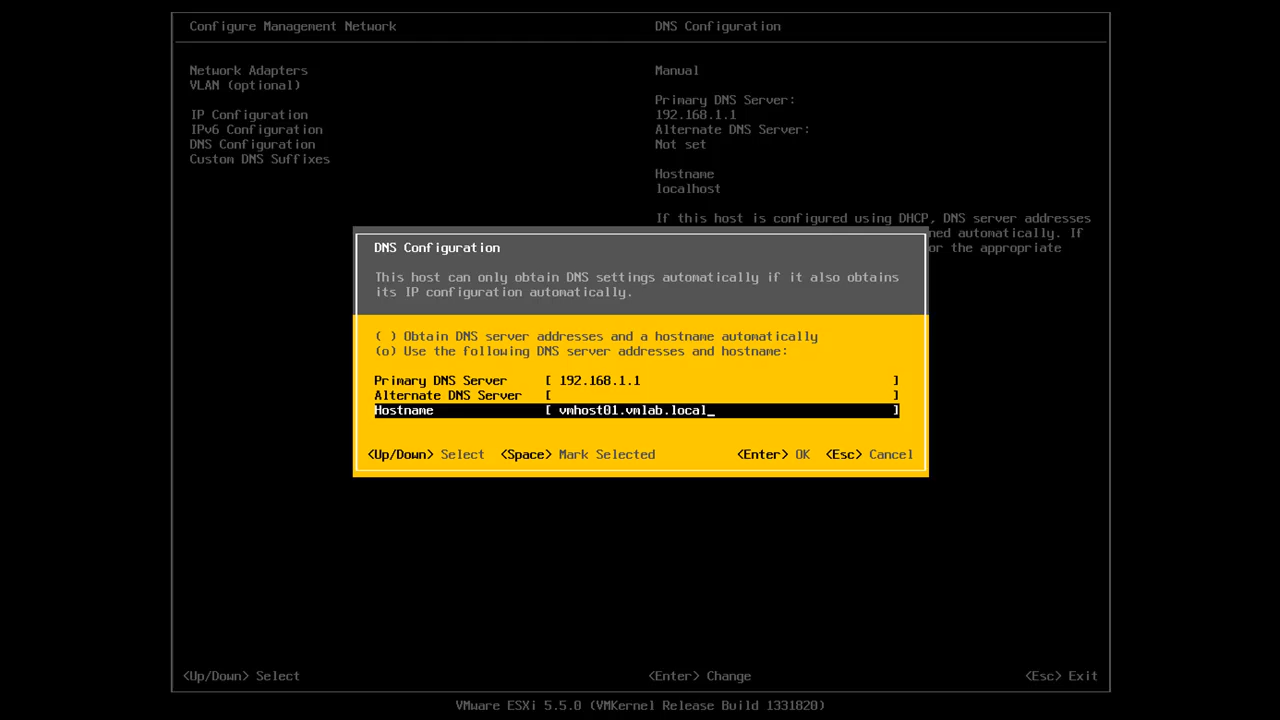 Configure Management Network
DNS Configuration
Network Adapters
VLAN (optional)
IP Configuration
IPv6 Configuration
DNS Configuration
Custom DNS Suffixes
Manual
Primary DNS Server:
192.168.1.1
Alternate DNS Server:
Not set
Hostname
localhost
If this host is configured using DHCP, DNS server addresses
ned automatically. If
or the appropriate
DNS Configuration
This host can only obtain DNS settings automatically if it also obtains
its IP configuration automatically.
( ) Obtain DNS server addresses and a hostname automatically
(o) Use the following DNS server addresses and hostname:
Primary DNS Server [ 192.168.1.1 ]
Alternate DNS Server [ ]
Hostname [ vmhost01.vmlab.local_ ]
<Up/Down> Select <Space> Mark Selected <Enter> OK <Esc> Cancel
<Up/Down> Select <Enter> Change <Esc> Exit
VMware ESXi 5.5.0 (VMKernel Release Build 1331820)